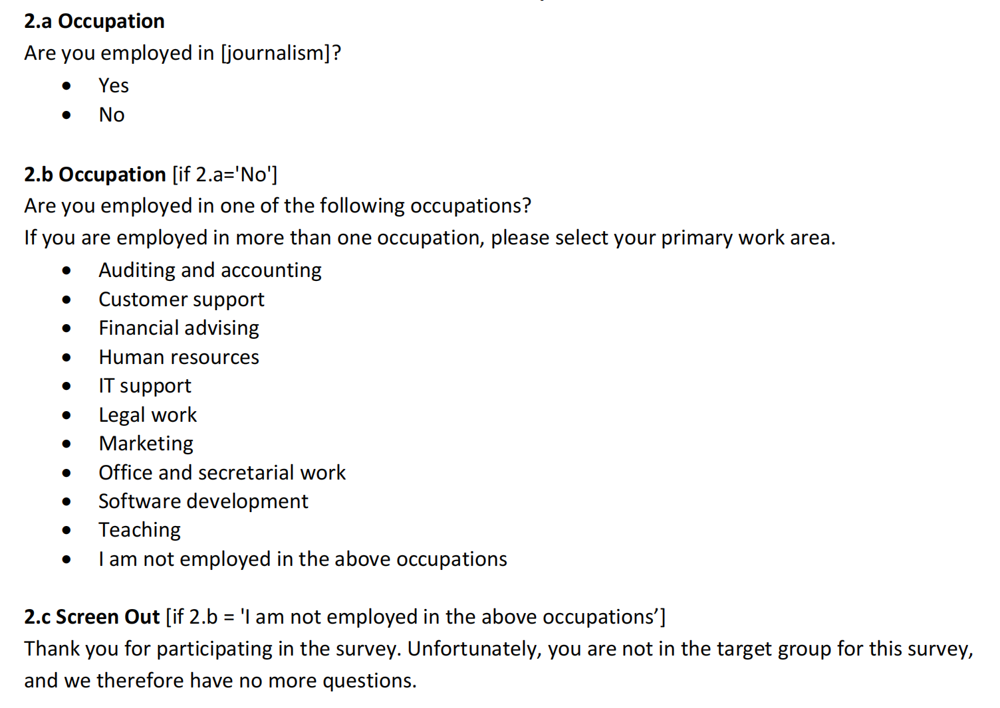 2.a Occupation
Are you employed in [journalism]?
• Yes
• No
2.b Occupation [if 2.a='No']
Are you employed in one of the following occupations?
If you are employed in more than one occupation, please select your primary work area.
• Auditing and accounting
• Customer support
• Financial advising
• Human resources
• IT support
• Legal work
• Marketing
• Office and secretarial work
• Software development
• Teaching
• I am not employed in the above occupations
2.c Screen Out [if 2.b = 'I am not employed in the above occupations’]
Thank you for participating in the survey. Unfortunately, you are not in the target group for this survey,
and we therefore have no more questions.